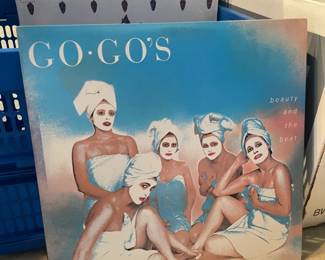 GO·GO'S
beauty
and the
beat